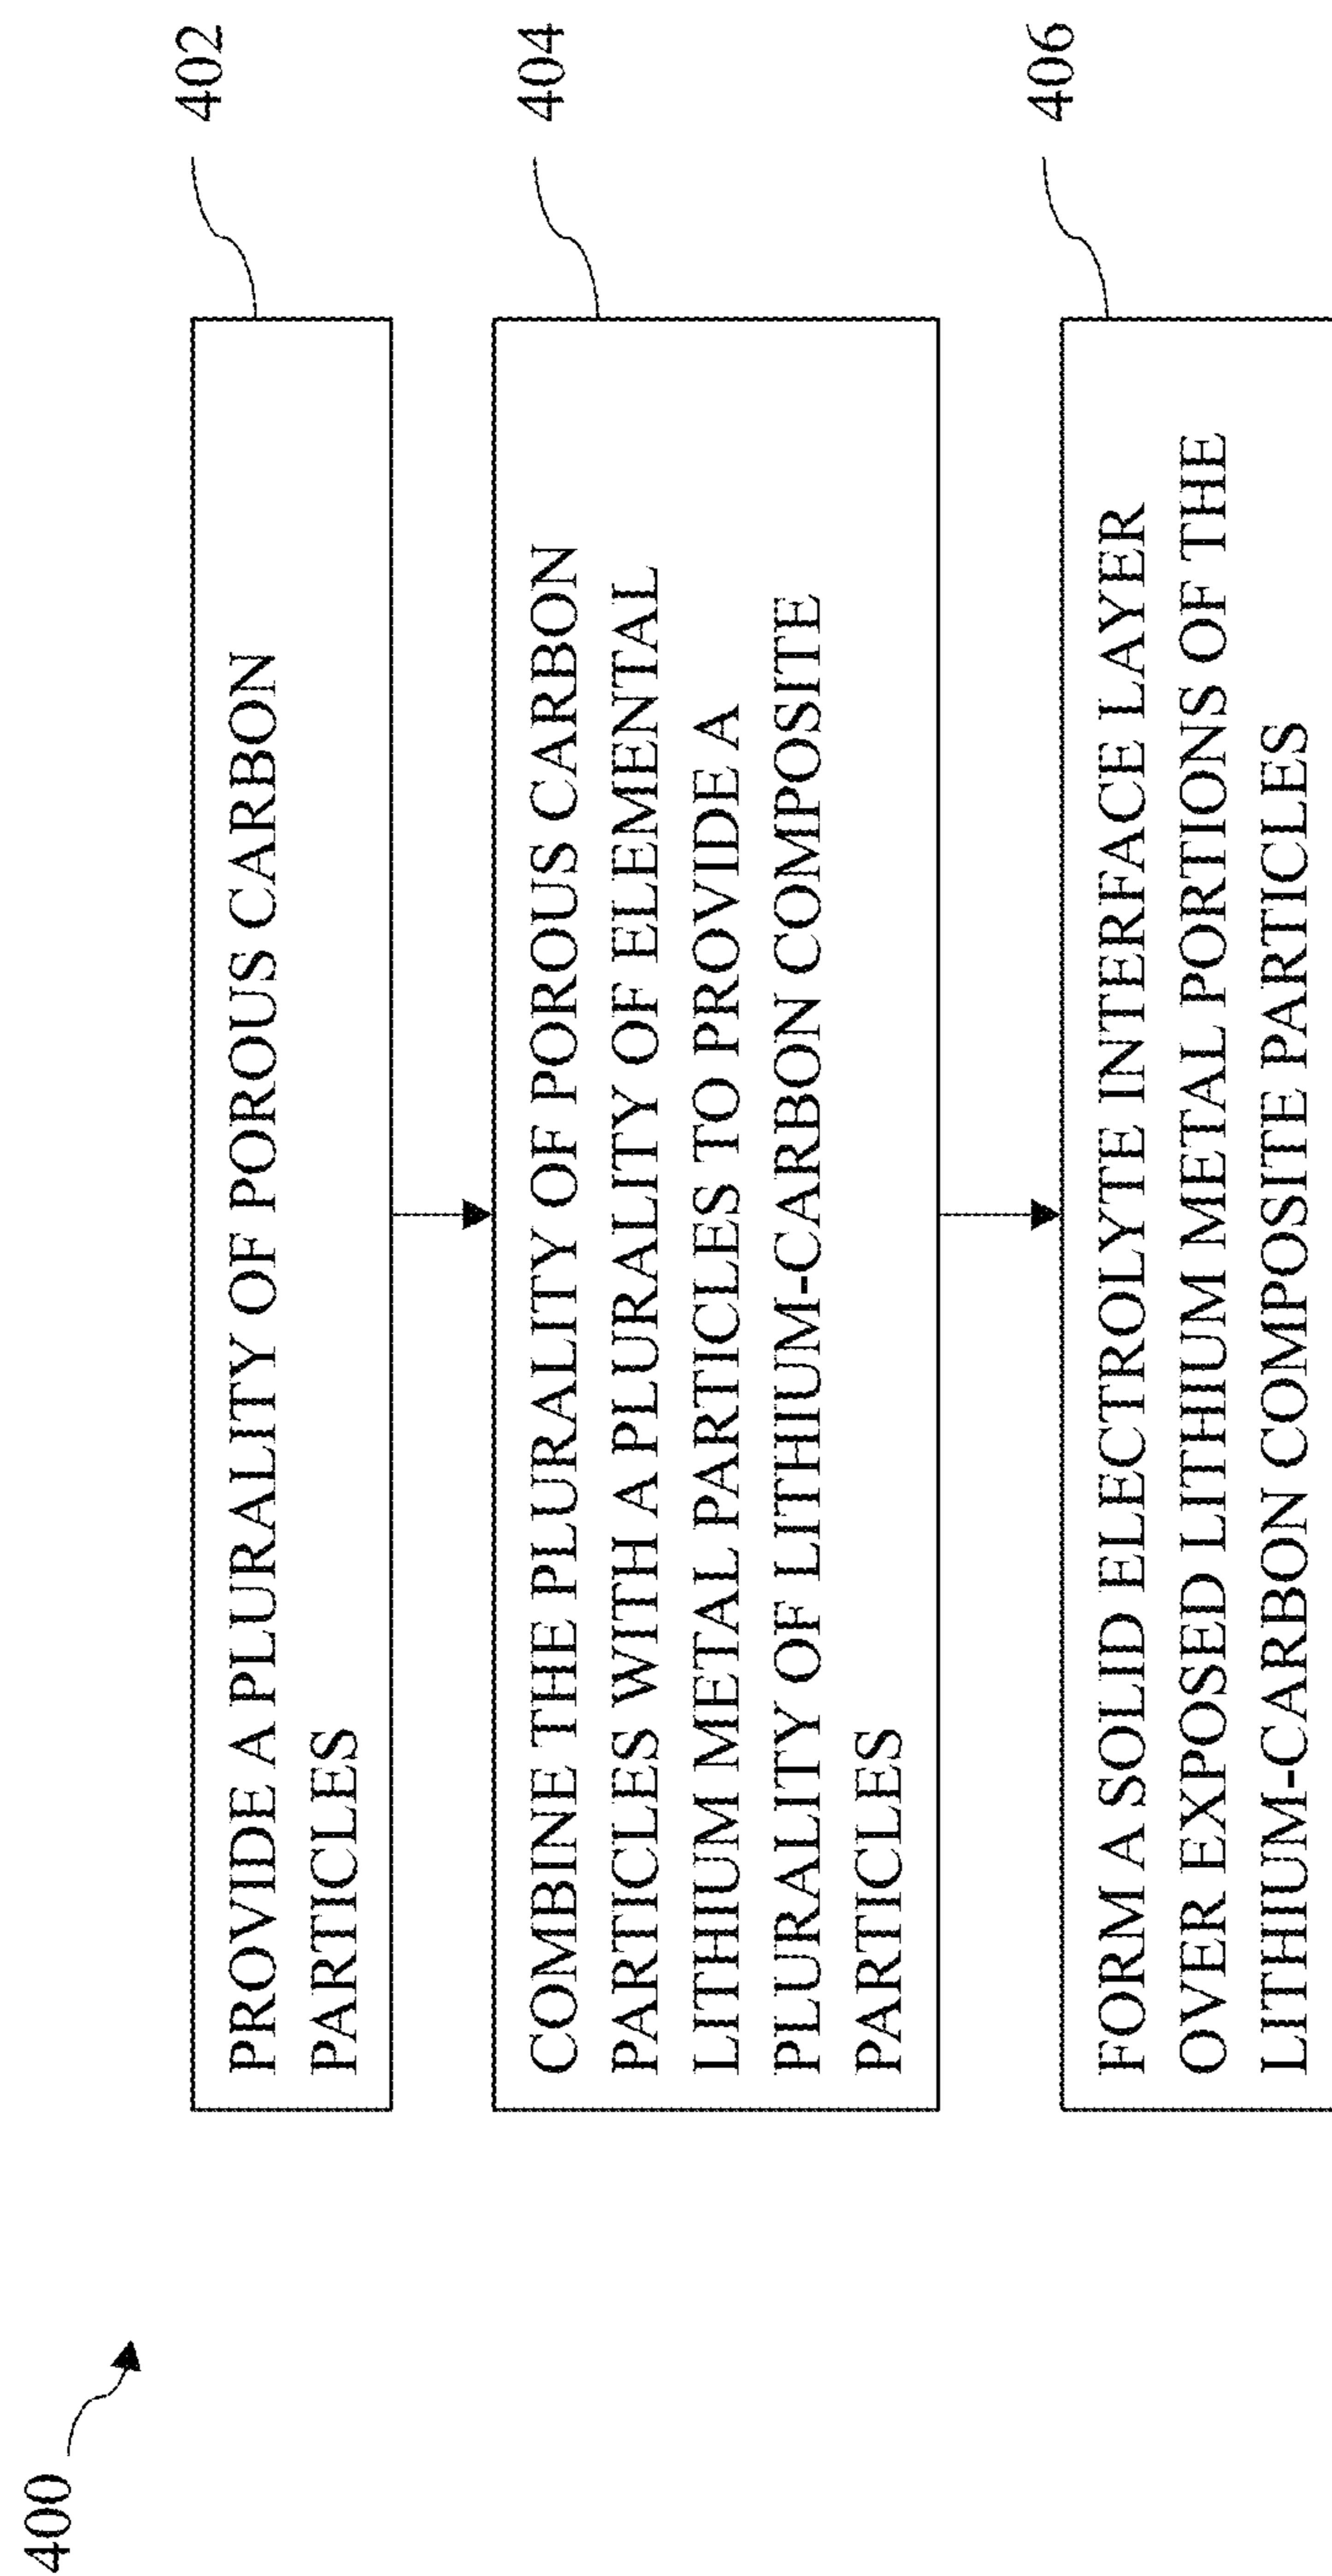 400
PROVIDE A PLURALITY OF POROUS CARBON
PARTICLES
402
COMBINE THE PLURALITY OF POROUS CARBON
PARTICLES WITH A PLURALITY OF ELEMENTAL
LITHIUM METAL PARTICLES TO PROVIDE A
PLURALITY OF LITHIUM-CARBON COMPOSITE
PARTICLES
404
FORM A SOLID ELECTROLYTE INTERFACE LAYER
OVER EXPOSED LITHIUM METAL PORTIONS OF THE
LITHIUM-CARBON COMPOSITE PARTICLES
406